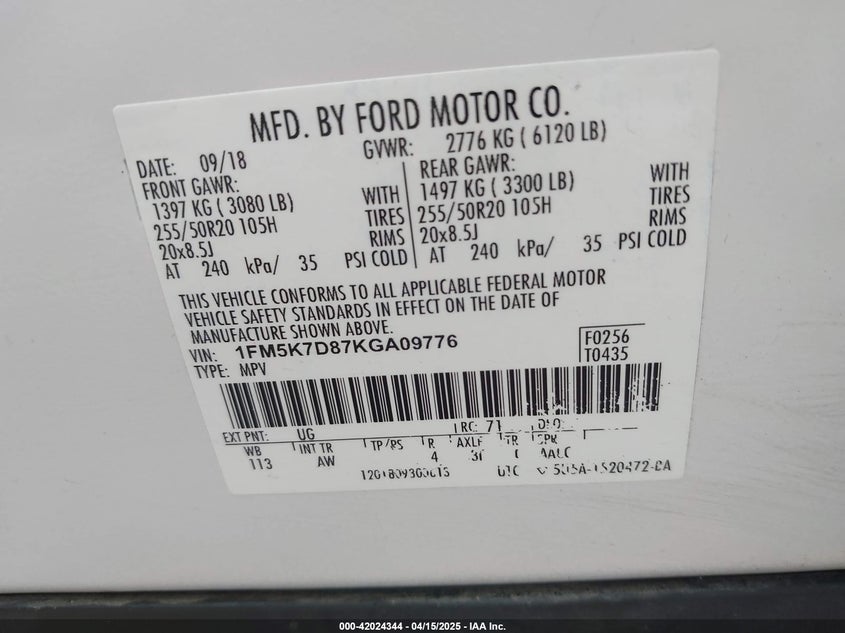 MFD. BY FORD MOTOR CO.
DATE: 09/18 GVWR: 2776 KG ( 6120 LB)
FRONT GAWR: REAR GAWR:
1397 KG ( 3080 LB) WITH 1497 KG ( 3300 LB) WITH
255/50R20 105H TIRES 255/50R20 105H TIRES
20x8.5J RIMS 20x8.5J RIMS
AT 240 kPa/ 35 PSI COLD AT 240 kPa/ 35 PSI COLD
THIS VEHICLE CONFORMS TO ALL APPLICABLE FEDERAL MOTOR
VEHICLE SAFETY STANDARDS IN EFFECT ON THE DATE OF
MANUFACTURE SHOWN ABOVE.
VIN: 1FM5K7D87KGA09776 F0256
TYPE: MPV T0435
EXT PNT: UG RC: 71
WB INT TR TP/PS R AXLE TR SPR
113 AW 4
UTC
000-42024344 / 04/15/2025 - IAA Inc.